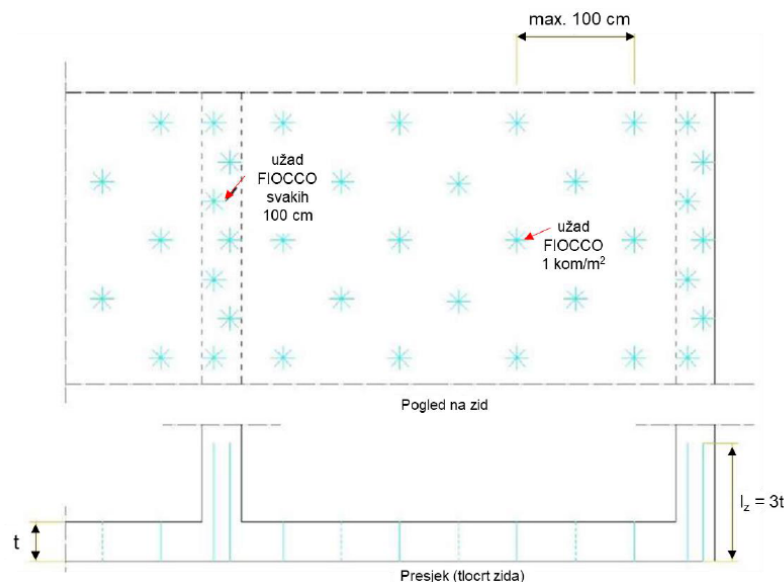 max. 100 cm
užad
FIOCCO
svakih
100 cm
užad
FIOCCO
1 kom/m²
Pogled na zid
t
l_z = 3t
Presjek (tlocrt zida)